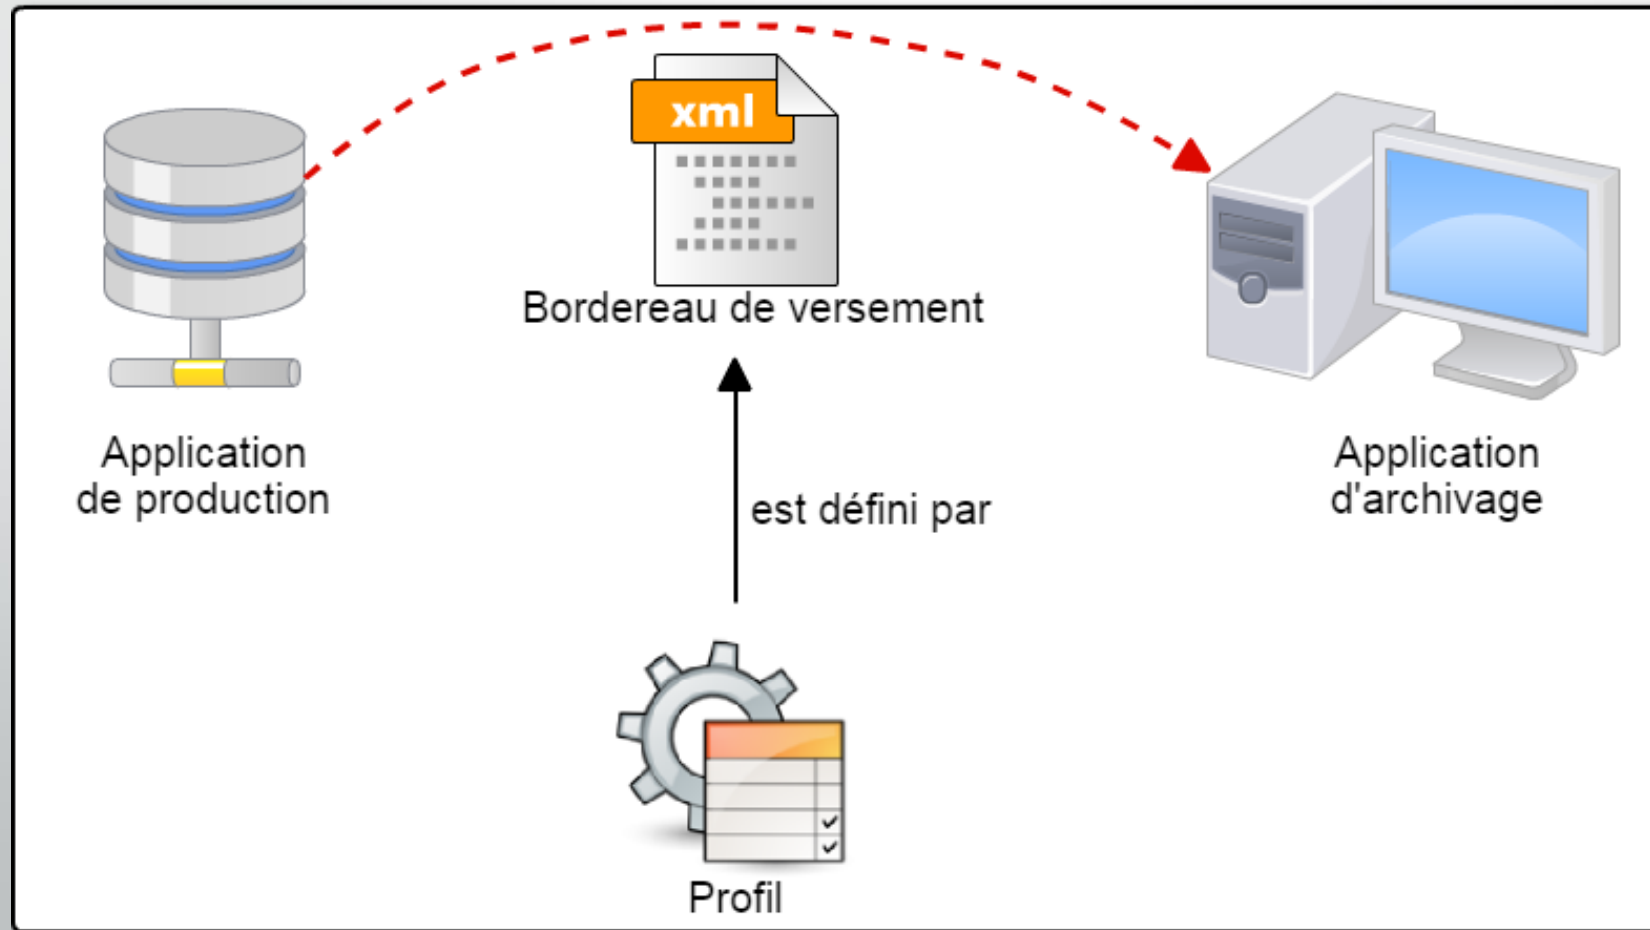 xml
Bordereau de versement
Application
de production
Application
d'archivage
est défini par
Profil